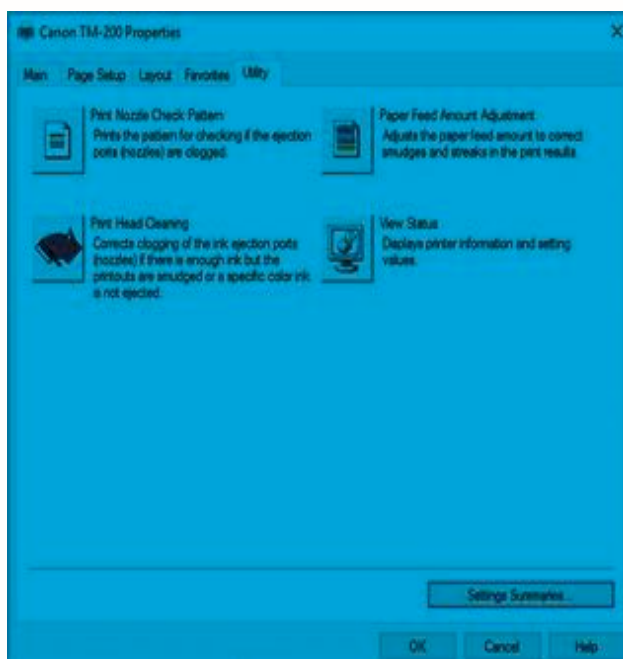 Canon TM-200 Properties
Main Page Setup Layout Favorites Utility
Print Nozzle Check Pattern
Prints the pattern for checking if the ejection
ports (nozzles) are clogged.
Paper Feed Amount Adjustment
Adjusts the paper feed amount to correct
smudges and streaks in the print results.
Print Head Cleaning
Corrects clogging of the ink ejection ports
(nozzles) if there is enough ink but the
printouts are smudged or a specific color ink
is not ejected.
View Status
Displays printer information and setting
values.
Settings Summaries...
OK Cancel Help